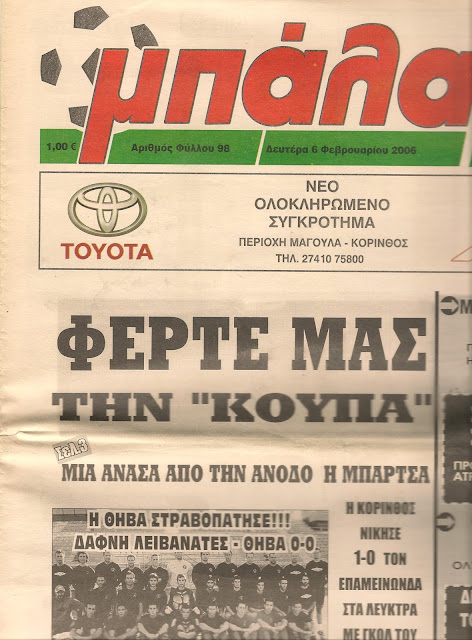 μπάλα
1,00 €
Αριθμός Φύλλου 98
Δευτέρα 6 Φεβρουαρίου 2006
TOYOTA
ΝΕΟ
ΟΛΟΚΛΗΡΩΜΕΝΟ
ΣΥΓΚΡΟΤΗΜΑ
ΠΕΡΙΟΧΗ ΜΑΓΟΥΛΑ - ΚΟΡΙΝΘΟΣ
ΤΗΛ. 27410 75800
ΦΕΡΤΕ ΜΑΣ
ΤΗΝ "ΚΟΥΠΑ"
Σελ.3
ΜΙΑ ΑΝΑΣΑ ΑΠΟ ΤΗΝ ΑΝΟΔΟ Η ΜΠΑΡΤΣΑ
Η ΘΗΒΑ ΣΤΡΑΒΟΠΑΤΗΣΕ!!!
ΔΑΦΝΗ ΛΕΙΒΑΝΑΤΕΣ - ΘΗΒΑ 0-0
Η ΚΟΡΙΝΘΟΣ
ΝΙΚΗΣΕ
1-0 ΤΟΝ
ΕΠΑΜΕΙΝΩΝΔΑ
ΣΤΑ ΛΕΥΚΤΡΑ
ΜΕ ΓΚΟΛ ΤΟΥ